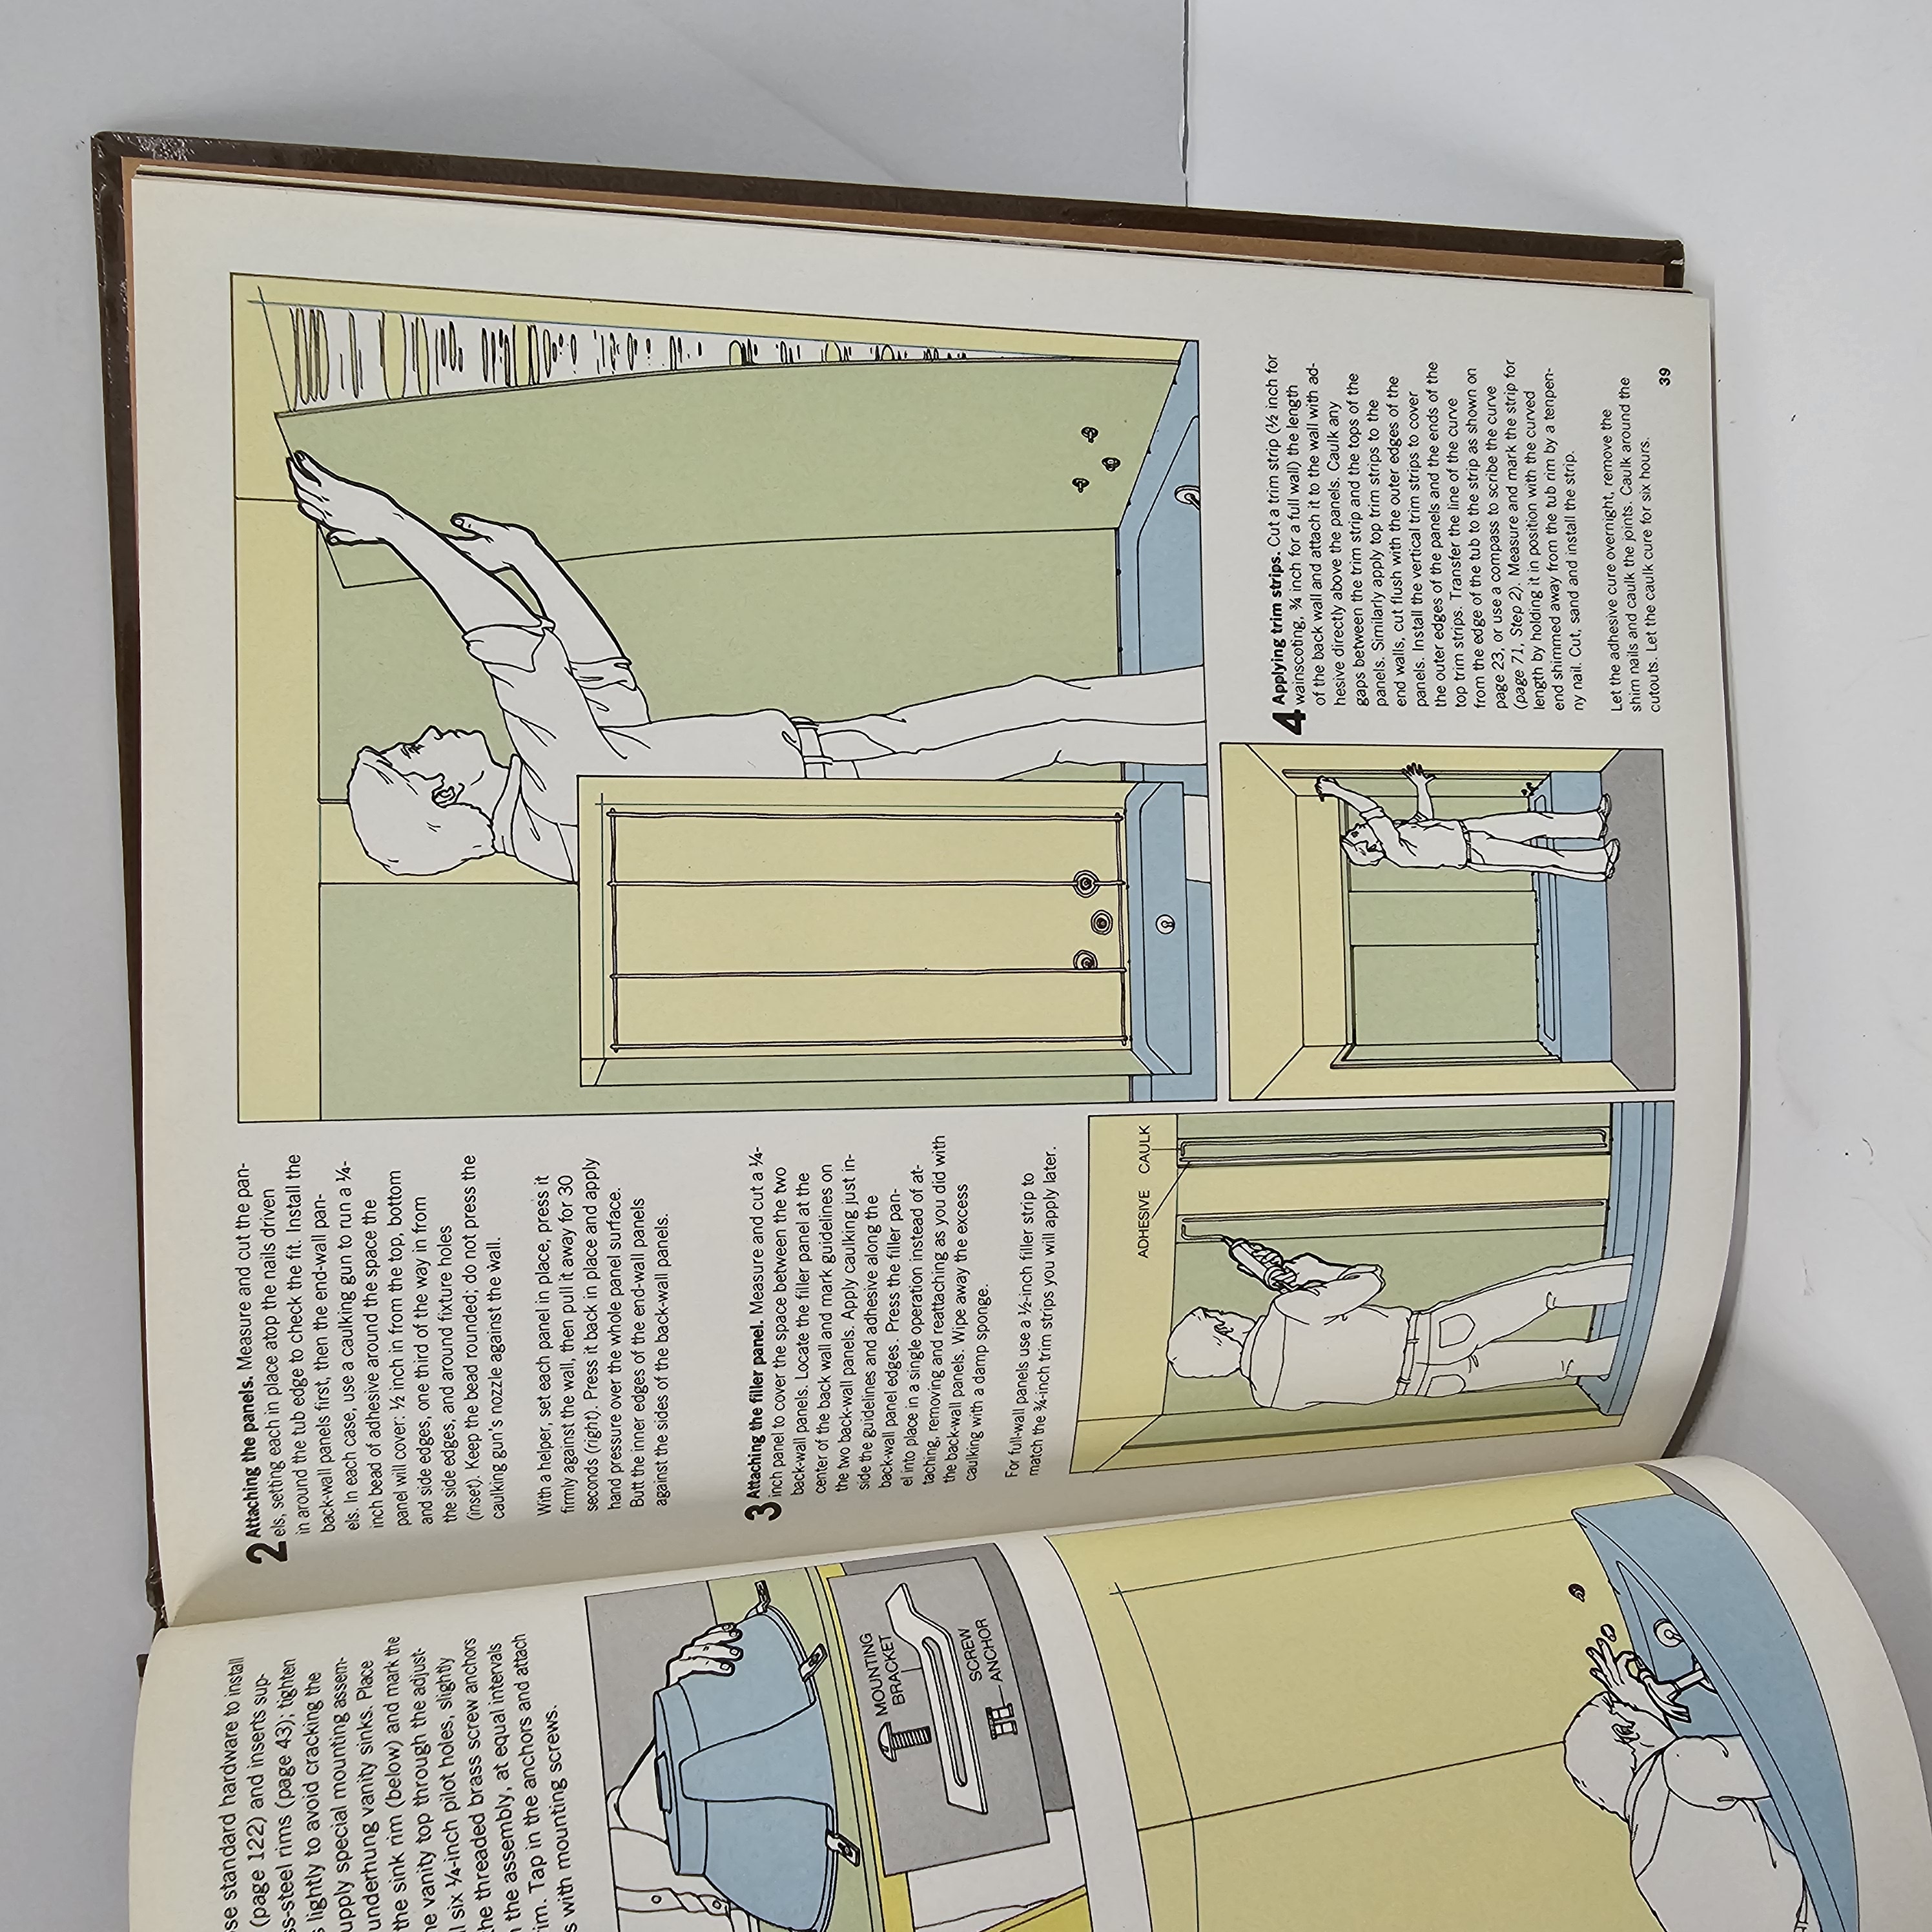 se standard hardware to install
(page 122) and inserts sup-
ss-steel rims (page 43); tighten
lightly to avoid cracking the
upply special mounting assem-
underhung vanity sinks. Place
the sink rim (below) and mark the
he vanity top through the adjust-
l six ¼-inch pilot holes, slightly
the threaded brass screw anchors
the assembly, at equal intervals
rim. Tap in the anchors and attach
s with mounting screws.
MOUNTING
BRACKET
SCREW
ANCHOR
2 Attaching the panels. Measure and cut the pan-
els, setting each in place atop the nails driven
in around the tub edge to check the fit. Install the
back-wall panels first, then the end-wall pan-
els. In each case, use a caulking gun to run a ¼-
inch bead of adhesive around the space the
panel will cover: ½ inch in from the top, bottom
and side edges, one third of the way in from
the side edges, and around fixture holes
(inset). Keep the bead rounded; do not press the
caulking gun's nozzle against the wall.
With a helper, set each panel in place, press it
firmly against the wall, then pull it away for 30
seconds (right). Press it back in place and apply
hand pressure over the whole panel surface.
Butt the inner edges of the end-wall panels
against the sides of the back-wall panels.
3 Attaching the filler panel. Measure and cut a ¼-
inch panel to cover the space between the two
back-wall panels. Locate the filler panel at the
center of the back wall and mark guidelines on
the two back-wall panels. Apply caulking just in-
side the guidelines and adhesive along the
back-wall panel edges. Press the filler pan-
el into place in a single operation instead of at-
taching, removing and reattaching as you did with
the back-wall panels. Wipe away the excess
caulking with a damp sponge.
For full-wall panels use a ½-inch filler strip to
match the ¾-inch trim strips you will apply later.
ADHESIVE CAULK
4 Applying trim strips. Cut a trim strip (½ inch for
wainscoting, ¾ inch for a full wall) the length
of the back wall and attach it to the wall with ad-
hesive directly above the panels. Caulk any
gaps between the trim strip and the tops of the
panels. Similarly apply top trim strips to the
end walls, cut flush with the outer edges of the
panels. Install the vertical trim strips to cover
the outer edges of the panels and the ends of the
top trim strips. Transfer the line of the curve
from the edge of the tub to the strip as shown on
page 23, or use a compass to scribe the curve
(page 71, Step 2). Measure and mark the strip for
length by holding it in position with the curved
end shimmed away from the tub rim by a tenpen-
ny nail. Cut, sand and install the strip.
Let the adhesive cure overnight, remove the
shim nails and caulk the joints. Caulk around the
cutouts. Let the caulk cure for six hours.
39